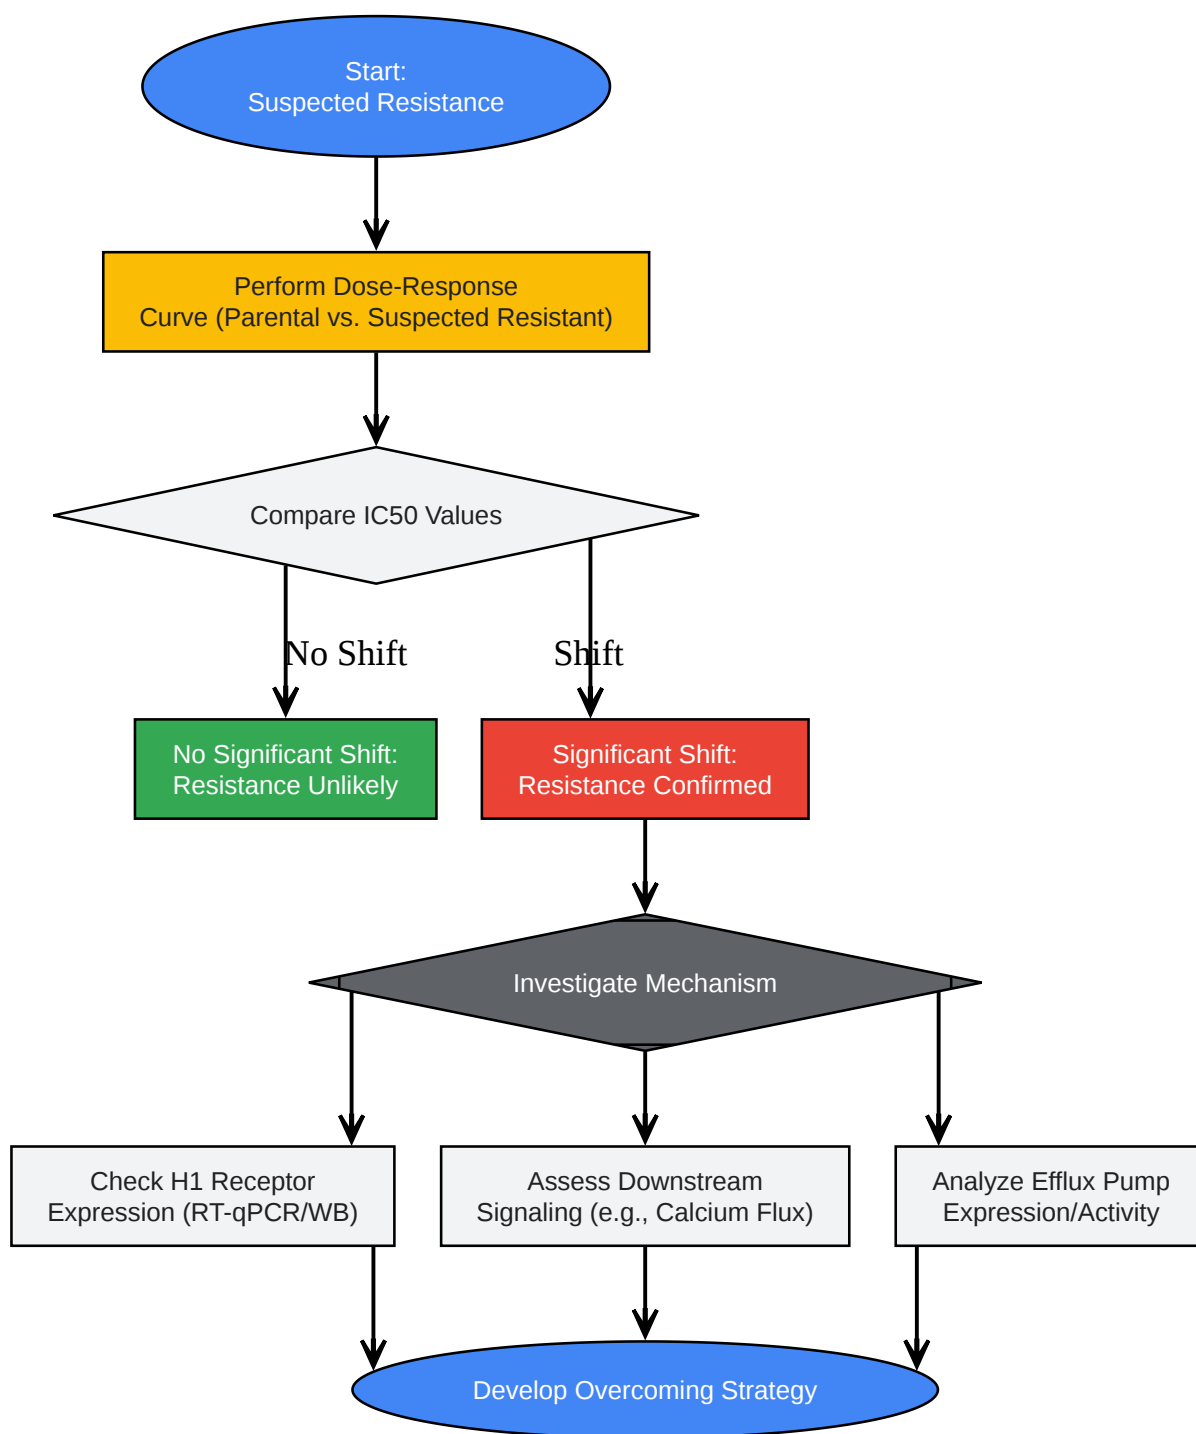 Start:
Suspected Resistance
Perform Dose-Response
Curve (Parental vs. Suspected Resistant)
Compare IC50 Values
No Shift
Shift
No Significant Shift:
Resistance Unlikely
Significant Shift:
Resistance Confirmed
Investigate Mechanism
Check H1 Receptor
Expression (RT-qPCR/WB)
Assess Downstream
Signaling (e.g., Calcium Flux)
Analyze Efflux Pump
Expression/Activity
Develop Overcoming Strategy